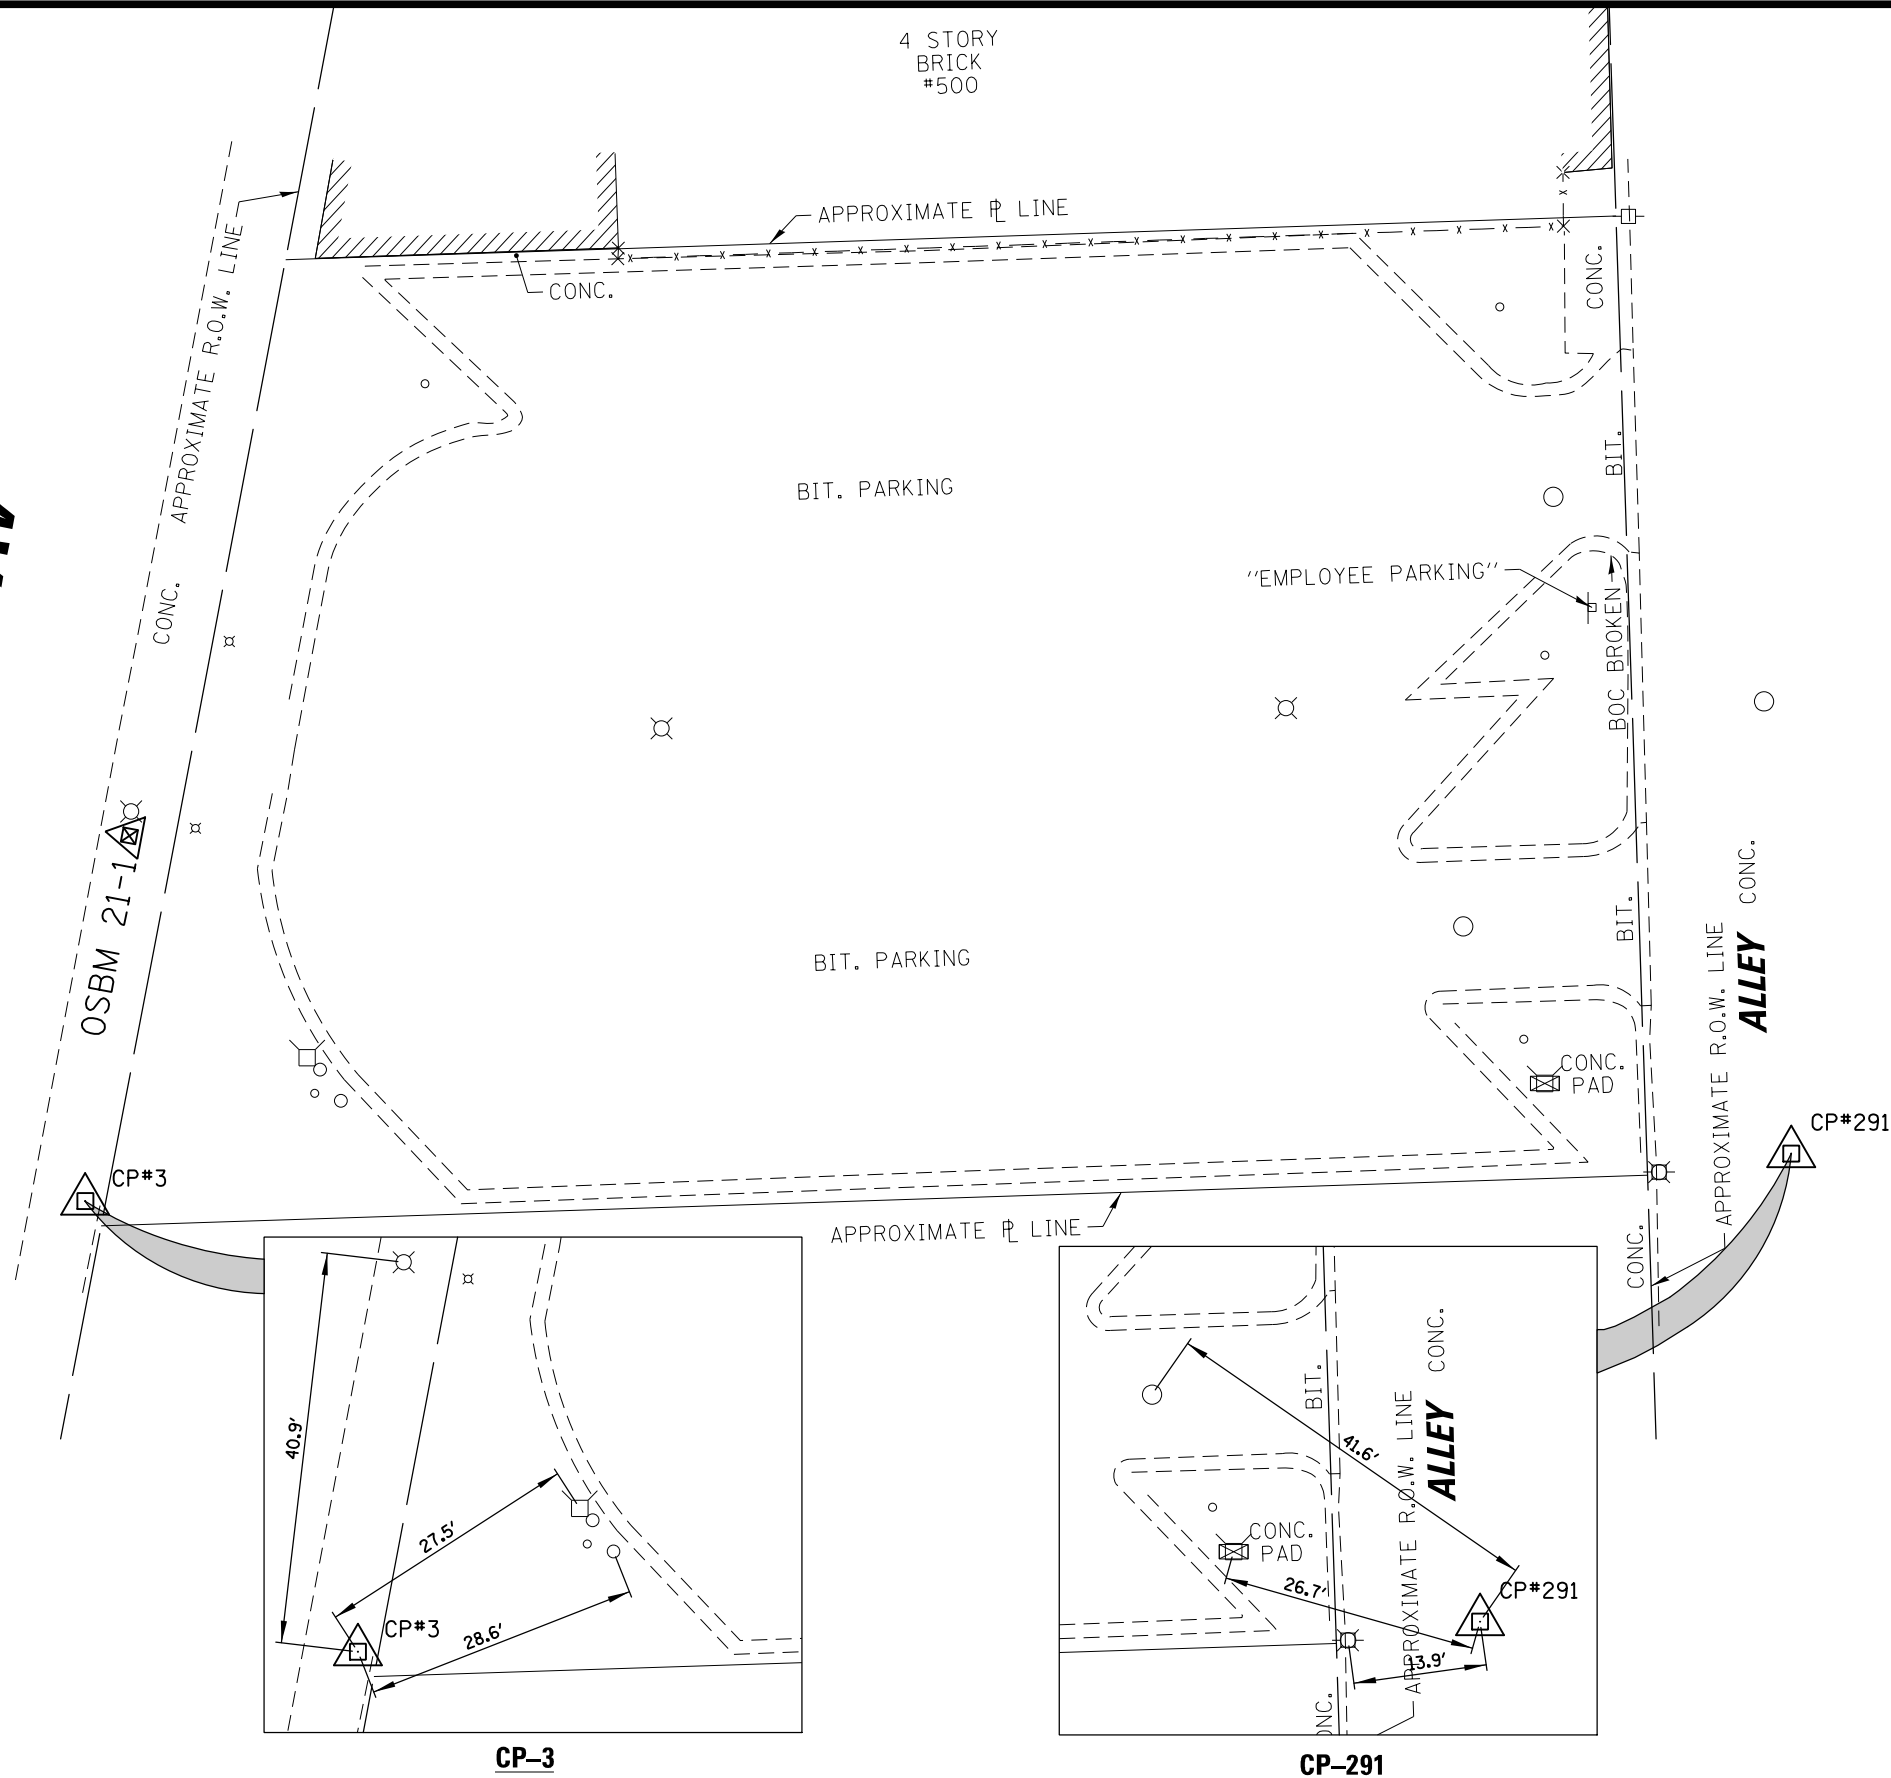 4 STORY
BRICK
#500
APPROXIMATE ℙL LINE
CONC.
APPROXIMATE R.O.W. LINE
CONC.
CONC.
BIT. PARKING
BIT.
"EMPLOYEE PARKING"
BOC BROKEN
OSBM 21-1
BIT. PARKING
BIT.
CONC.
ALLEY
APPROXIMATE R.O.W. LINE
CONC.
PAD
CP#291
CP#3
APPROXIMATE ℙL LINE
CONC.
40.9'
27.5'
28.6'
CP#3
CP-3
BIT.
CONC.
ALLEY
APPROXIMATE R.O.W. LINE
41.6'
CONC.
PAD
26.7'
CP#291
13.9'
ONC.
CP-291